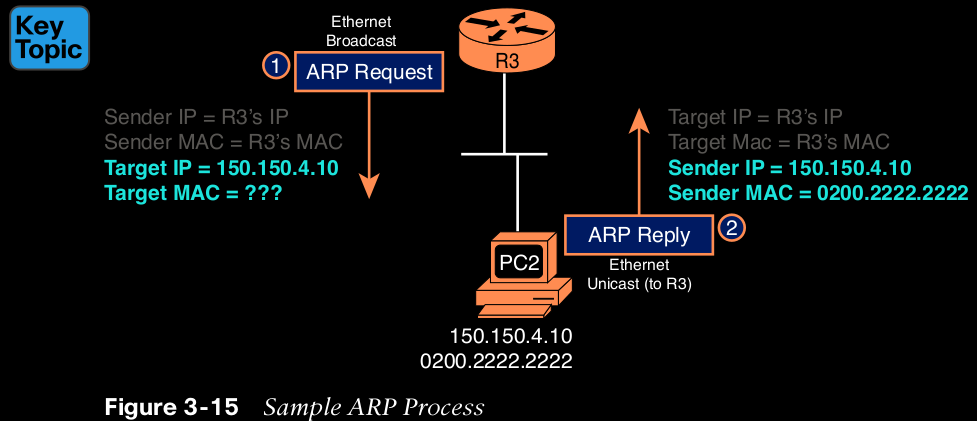 Key
Topic
Ethernet
Broadcast
1
ARP Request
R3
Sender IP = R3’s IP
Sender MAC = R3’s MAC
Target IP = 150.150.4.10
Target MAC = ???
Target IP = R3’s IP
Target Mac = R3’s MAC
Sender IP = 150.150.4.10
Sender MAC = 0200.2222.2222
ARP Reply
2
Ethernet
Unicast (to R3)
PC2
150.150.4.10
0200.2222.2222
Figure 3-15 Sample ARP Process